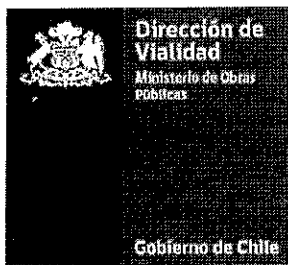 Dirección de
Vialidad
Ministerio de Obras
Públicas
Gobierno de Chile